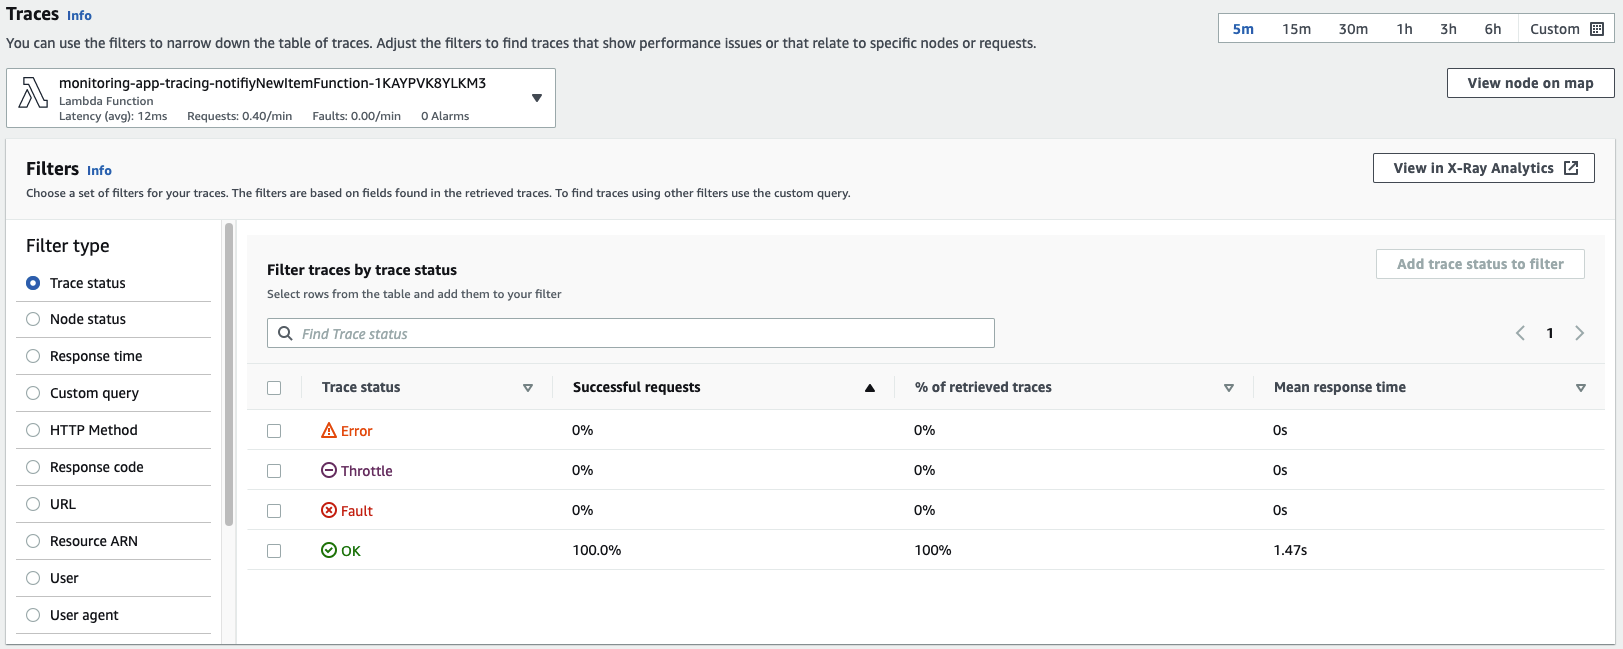 Traces Info
You can use the filters to narrow down the table of traces. Adjust the filters to find traces that show performance issues or that relate to specific nodes or requests.
5m 15m 30m 1h 3h 6h Custom
monitoring-app-tracing-notifiyNewItemFunction-1KAYPVK8YLKM3
Lambda Function
Latency (avg): 12ms Requests: 0.40/min Faults: 0.00/min 0 Alarms
View node on map
Filters Info
Choose a set of filters for your traces. The filters are based on fields found in the retrieved traces. To find traces using other filters use the custom query.
View in X-Ray Analytics
Filter type
Trace status
Node status
Response time
Custom query
HTTP Method
Response code
URL
Resource ARN
User
User agent
Filter traces by trace status
Select rows from the table and add them to your filter
Add trace status to filter
Find Trace status
1
Trace status Successful requests % of retrieved traces Mean response time
Error 0% 0% 0s
Throttle 0% 0% 0s
Fault 0% 0% 0s
OK 100.0% 100% 1.47s